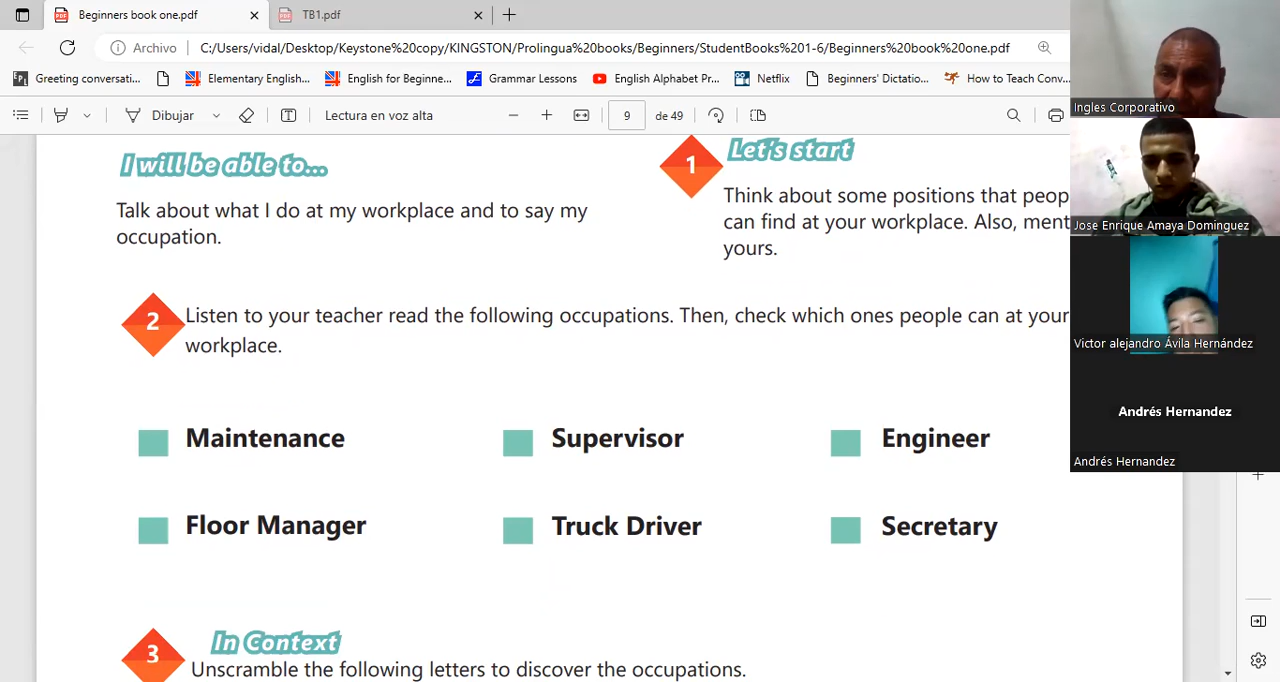 Beginners book one.pdf
TB1.pdf
Archivo
C:/Users/vidal/Desktop/Keystone%20copy/KINGSTON/Prolingua%20books/Beginners/StudentBooks%201-6/Beginners%20book%20one.pdf
Greeting conversati...
Elementary English...
English for Beginne...
Grammar Lessons
English Alphabet Pr...
Netflix
Beginners' Dictatio...
How to Teach Conv...
Dibujar
Lectura en voz alta
9
de 49
I will be able to...
Talk about what I do at my workplace and to say my
occupation.
1
Let's start
Think about some positions that peop
can find at your workplace. Also, ment
yours.
2
Listen to your teacher read the following occupations. Then, check which ones people can at your
workplace.
Maintenance
Supervisor
Engineer
Floor Manager
Truck Driver
Secretary
3
In Context
Unscramble the following letters to discover the occupations.
Ingles Corporativo
Jose Enrique Amaya Dominguez
Victor alejandro Ávila Hernández
Andrés Hernandez
Andrés Hernandez